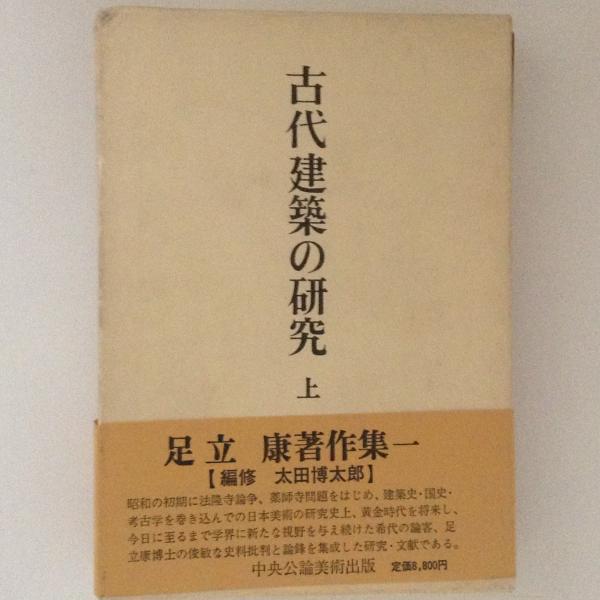 古代建築の研究 上
足立 康著作集一
【編修 太田博太郎】
昭和の初期に法隆寺論争、薬師寺問題をはじめ、建築史・国史・
考古学を巻き込んでの日本美術の研究史上、黄金時代を将来し、
今日に至るまで学界に新たな視野を与え続けた希代の論客、足
立康博士の俊敏な史料批判と論鋒を集成した研究・文献である。
中央公論美術出版 定価8,800円